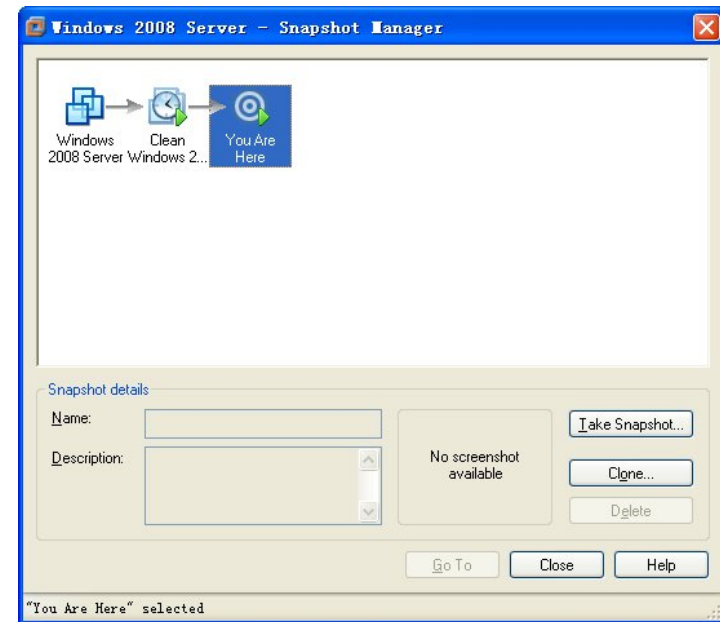 Windows 2008 Server - Snapshot Manager
Windows
2008 Server
Clean
Windows 2...
You Are
Here
Snapshot details
Name:
Description:
No screenshot
available
Take Snapshot...
Clone...
Delete
Go To
Close
Help
"You Are Here" selected